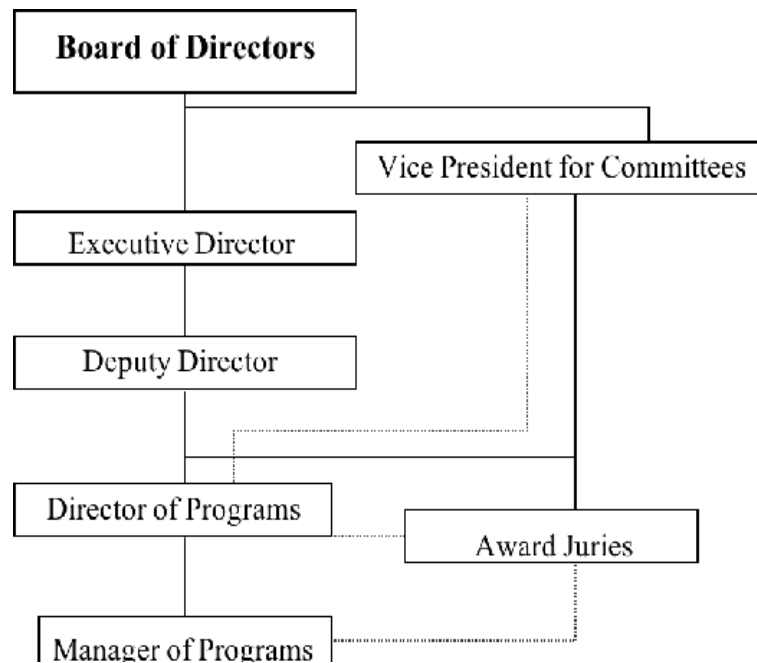 Board of Directors
Vice President for Committees
Executive Director
Deputy Director
Director of Programs
Award Juries
Manager of Programs